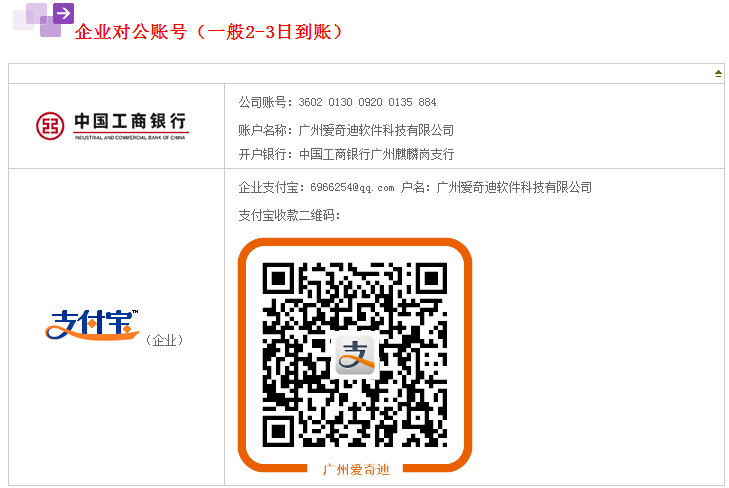 企业对公账号（一般2-3日到账）
中国工商银行
INDUSTRIAL AND COMMERCIAL BANK OF CHINA
公司账号：3602 0130 0920 0135 884
账户名称：广州爱奇迪软件科技有限公司
开户银行：中国工商银行广州麒麟岗支行
支付宝™（企业）
企业支付宝：6966254@qq.com 户名：广州爱奇迪软件科技有限公司
支付宝收款二维码：
支
广州爱奇迪